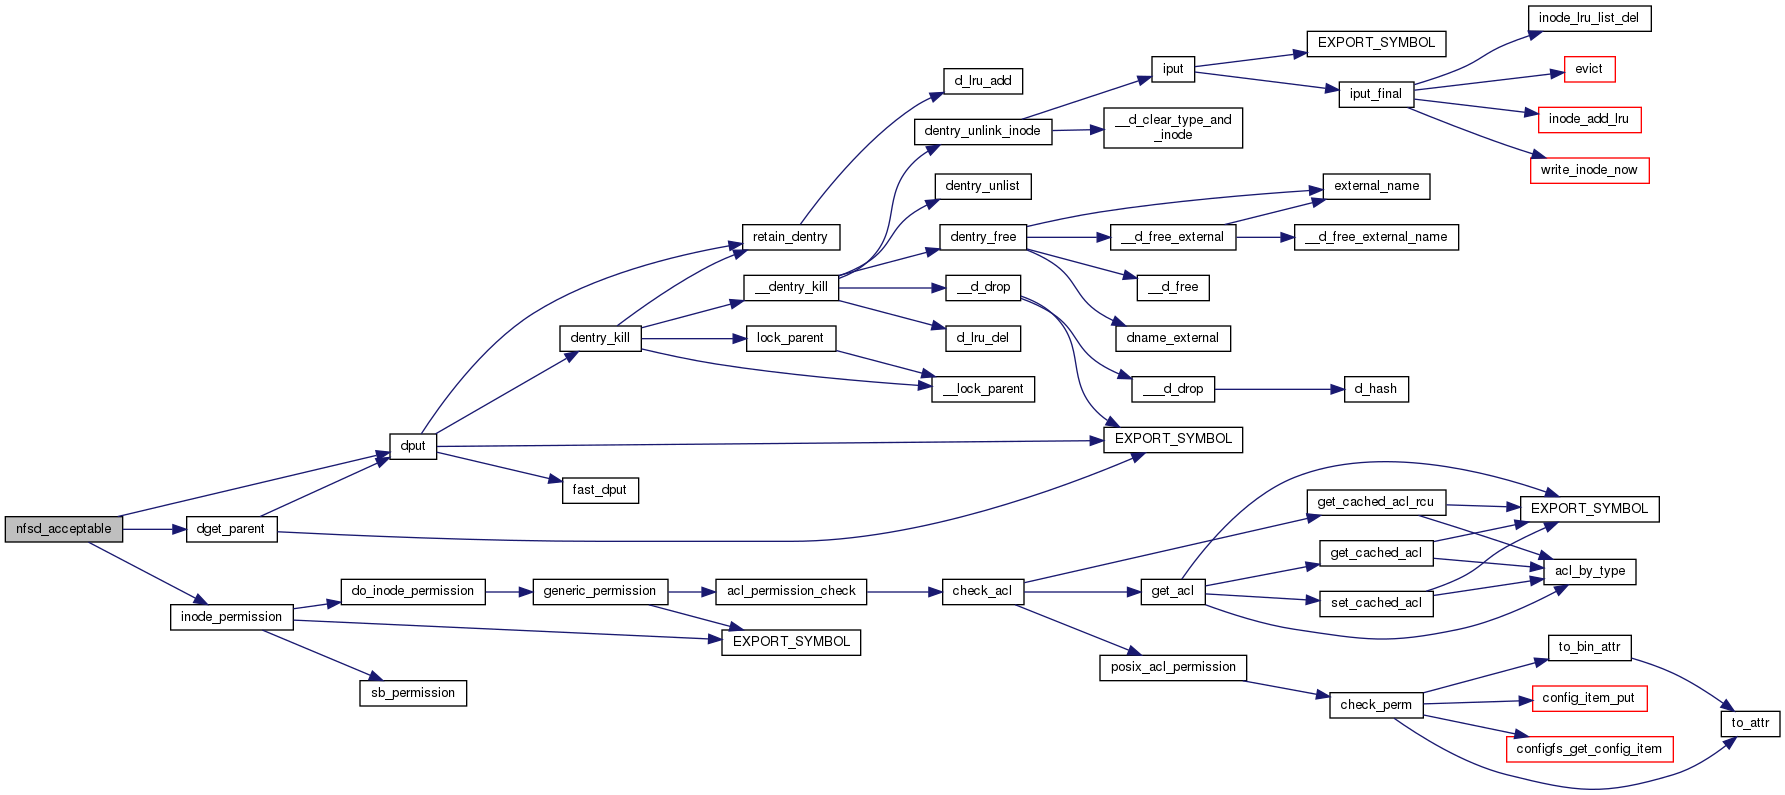 inode_lru_list_del
EXPORT_SYMBOL
iput
evict
d_lru_add
iput_final
inode_add_lru
dentry_unlink_inode
__d_clear_type_and
_inode
write_inode_now
dentry_unlist
external_name
retain_dentry
dentry_free
__d_free_external
__d_free_external_name
__dentry_kill
__d_drop
__d_free
dentry_kill
lock_parent
d_lru_del
dname_external
__lock_parent
___d_drop
d_hash
dput
EXPORT_SYMBOL
fast_dput
get_cached_acl_rcu
EXPORT_SYMBOL
nfsd_acceptable
dget_parent
get_cached_acl
acl_by_type
do_inode_permission
generic_permission
acl_permission_check
check_acl
get_acl
set_cached_acl
inode_permission
EXPORT_SYMBOL
to_bin_attr
posix_acl_permission
sb_permission
config_item_put
check_perm
to_attr
configfs_get_config_item